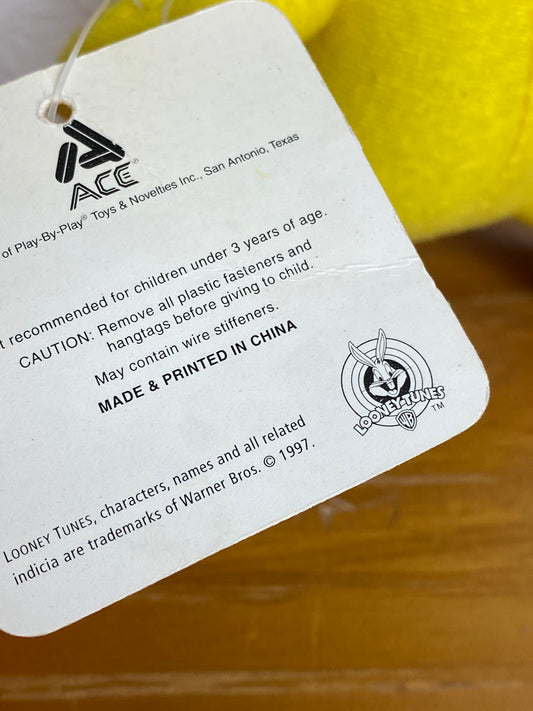 ACE®
of Play-By-Play® Toys & Novelties Inc., San Antonio, Texas
recommended for children under 3 years of age.
CAUTION: Remove all plastic fasteners and
hangtags before giving to child.
May contain wire stiffeners.
MADE & PRINTED IN CHINA
LOONEY TUNES
WB
TM
LOONEY TUNES, characters, names and all related
indicia are trademarks of Warner Bros. © 1997.